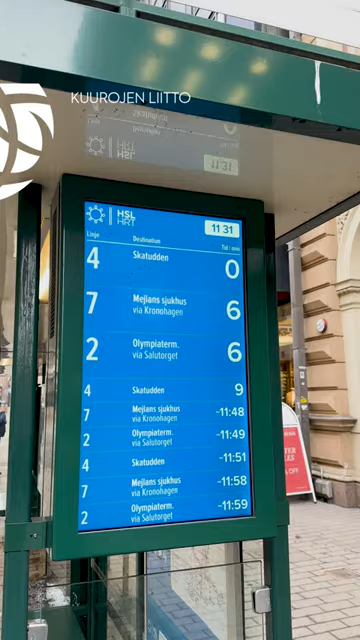 KUUROJEN LIITTO
HSL
HRT
11 31
Linje Destination Tid / min
4 Skatudden 0
7 Mejlans sjukhus 6
via Kronohagen
2 Olympiaterm. 6
via Salutorget
4 Skatudden 9
7 Mejlans sjukhus ~11:48
via Kronohagen
2 Olympiaterm. ~11:49
via Salutorget
4 Skatudden ~11:51
7 Mejlans sjukhus ~11:58
via Kronohagen
2 Olympiaterm. ~11:59
via Salutorget